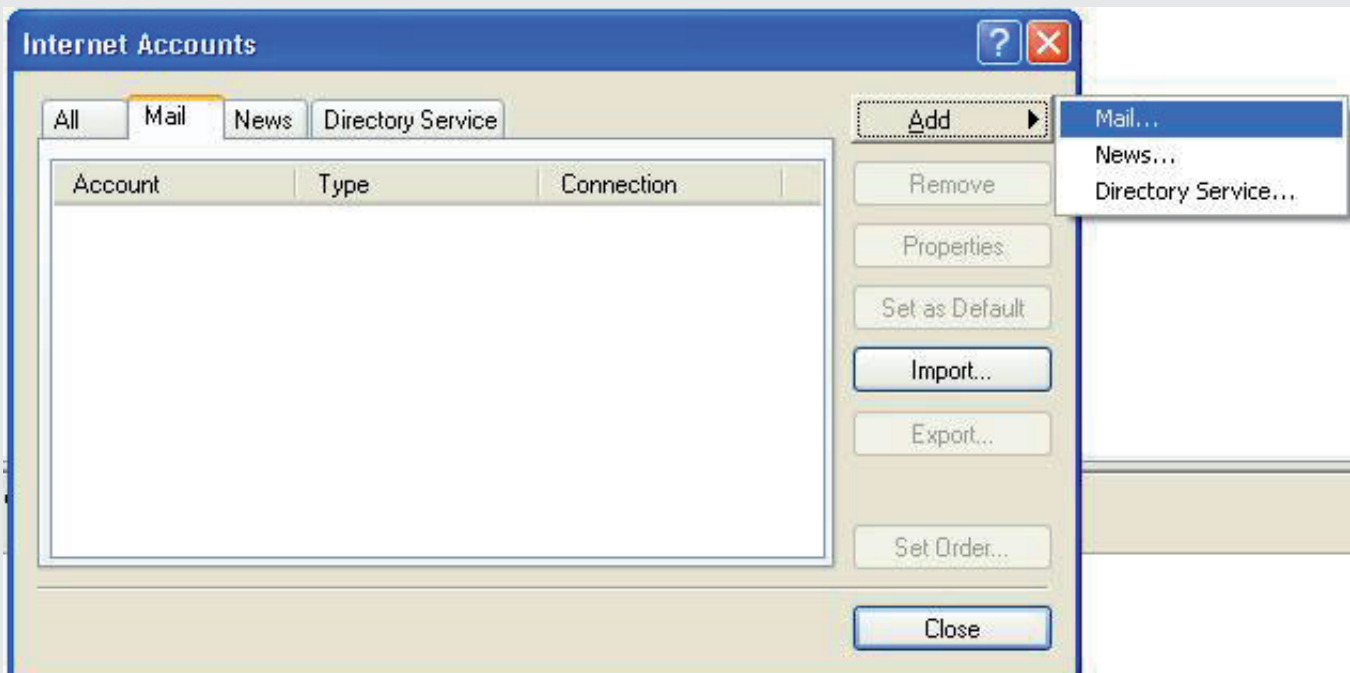 Internet Accounts
All Mail News Directory Service
Account Type Connection
Add
Mail...
News...
Directory Service...
Remove
Properties
Set as Default
Import...
Export...
Set Order...
Close